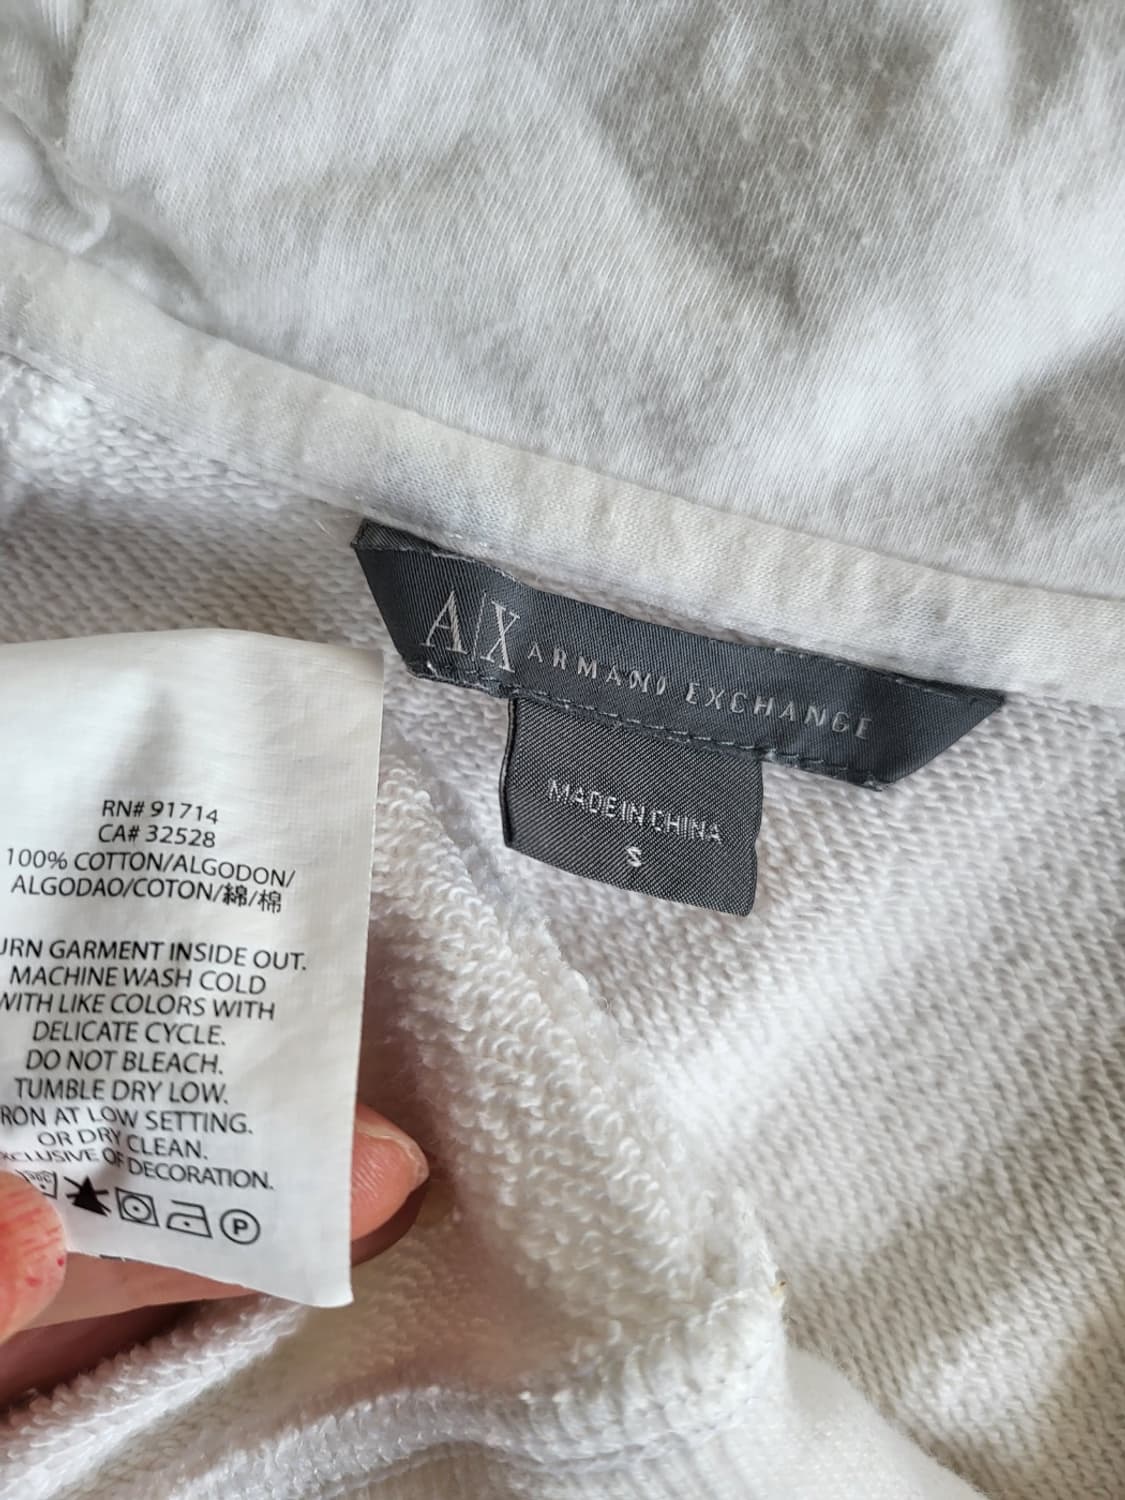 A|X ARMANI EXCHANGE
MADE IN CHINA
S
RN# 91714
CA# 32528
100% COTTON/ALGODON/
ALGODAO/COTON/綿/棉
URN GARMENT INSIDE OUT.
MACHINE WASH COLD
WITH LIKE COLORS WITH
DELICATE CYCLE.
DO NOT BLEACH.
TUMBLE DRY LOW.
RON AT LOW SETTING.
OR DRY CLEAN.
XCLUSIVE OF DECORATION.
P